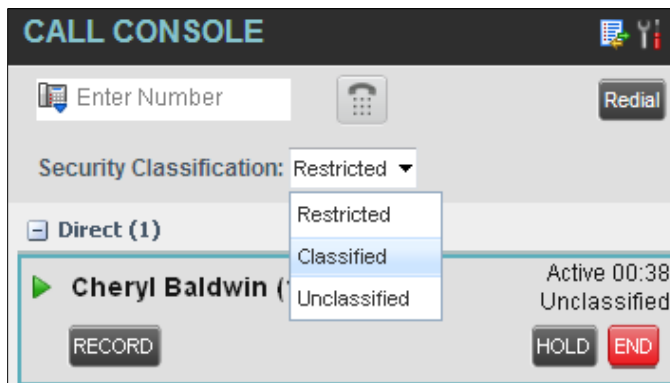 CALL CONSOLE
Enter Number
Redial
Security Classification: Restricted
Restricted
Direct (1)
Classified
Cheryl Baldwin (
Active 00:38
Unclassified
Unclassified
RECORD
HOLD
END